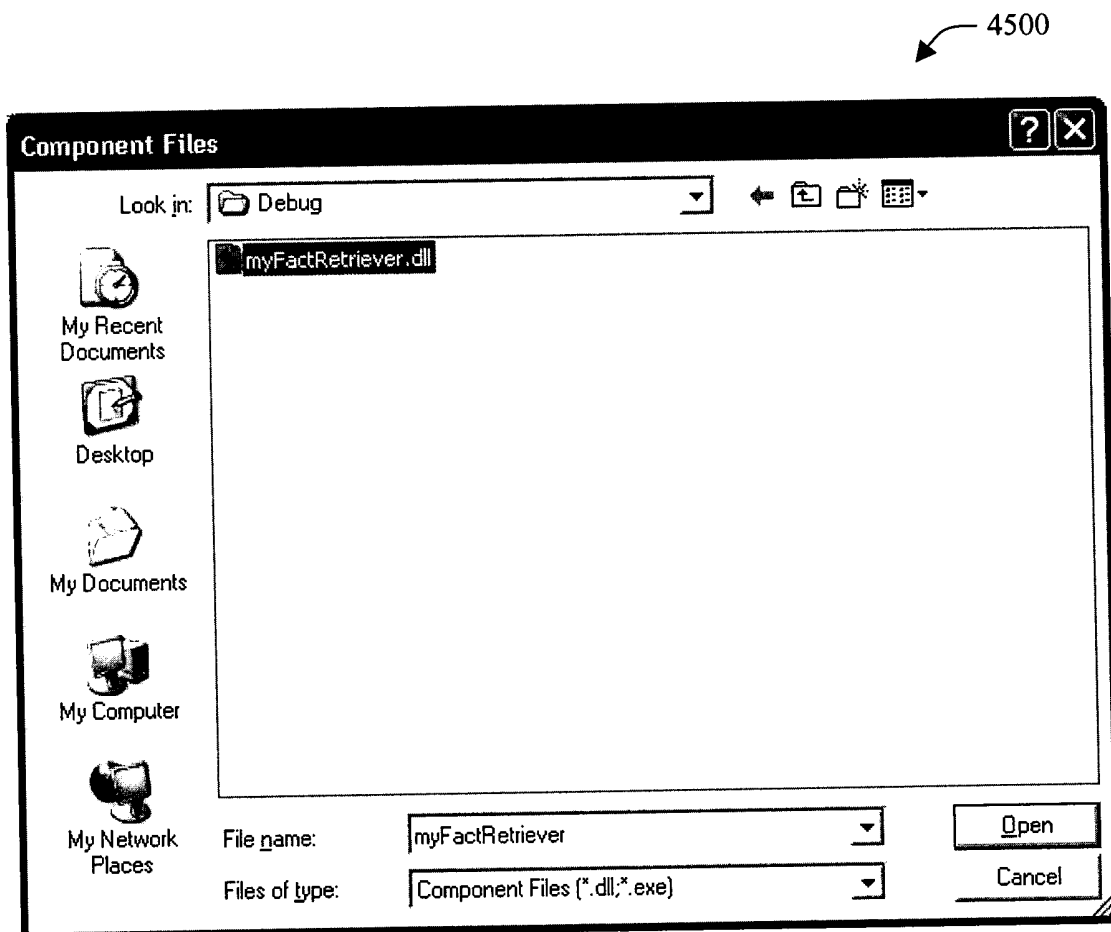 4500
Component Files
Look in: Debug
myFactRetriever.dll
My Recent
Documents
Desktop
My Documents
My Computer
My Network
Places
File name: myFactRetriever
Open
Files of type: Component Files (*.dll;*.exe)
Cancel